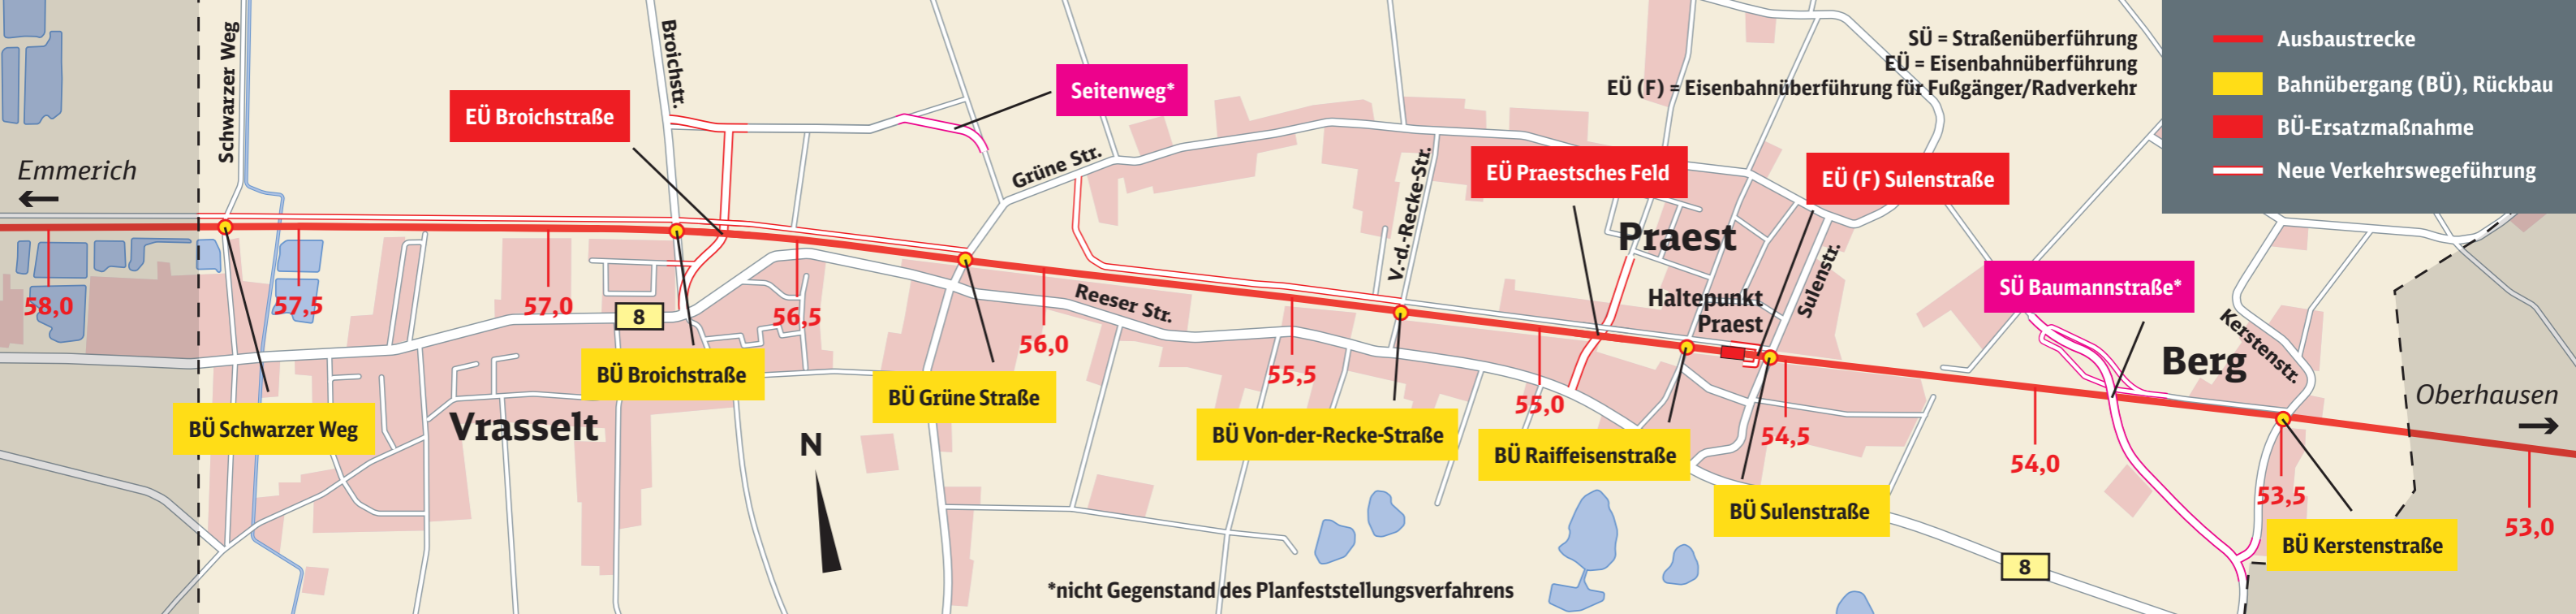 Schwarzer Weg
Broichstr.
EÜ Broichstraße
Seitenweg*
SÜ = Straßenüberführung
EÜ = Eisenbahnüberführung
EÜ (F) = Eisenbahnüberführung für Fußgänger/Radverkehr
Ausbaustrecke
Bahnübergang (BÜ), Rückbau
BÜ-Ersatzmaßnahme
Neue Verkehrswegeführung
Emmerich
Grüne Str.
V.-d.-Recke-Str.
EÜ Praestsches Feld
EÜ (F) Sulenstraße
Praest
Haltepunkt
Praest
Sulenstr.
SÜ Baumannstraße*
Kerstenstr.
Berg
Oberhausen
58,0
57,5
57,0
8
56,5
Reeser Str.
56,0
55,5
55,0
54,5
54,0
53,5
53,0
BÜ Schwarzer Weg
Vrasselt
BÜ Broichstraße
N
BÜ Grüne Straße
BÜ Von-der-Recke-Straße
BÜ Raiffeisenstraße
BÜ Sulenstraße
8
BÜ Kerstenstraße
*nicht Gegenstand des Planfeststellungsverfahrens